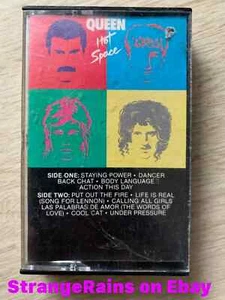 QUEEN
Hot
Space
SIDE ONE: STAYING POWER • DANCER
BACK CHAT • BODY LANGUAGE
ACTION THIS DAY
SIDE TWO: PUT OUT THE FIRE • LIFE IS REAL
(SONG FOR LENNON) • CALLING ALL GIRLS
LAS PALABRAS DE AMOR (THE WORDS OF
LOVE) • COOL CAT • UNDER PRESSURE
StrangeRains on Ebay